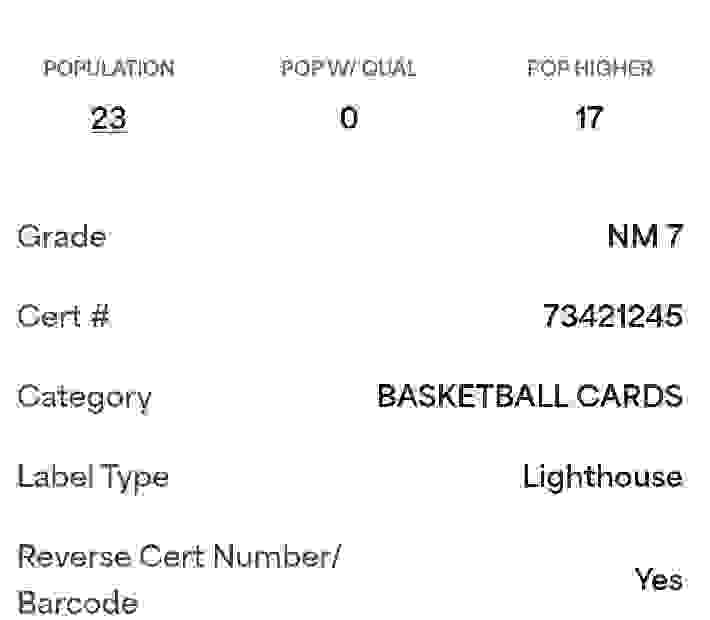 POPULATION POP W/ QUAL POP HIGHER
23 0 17
Grade NM 7
Cert # 73421245
Category BASKETBALL CARDS
Label Type Lighthouse
Reverse Cert Number/
Barcode Yes